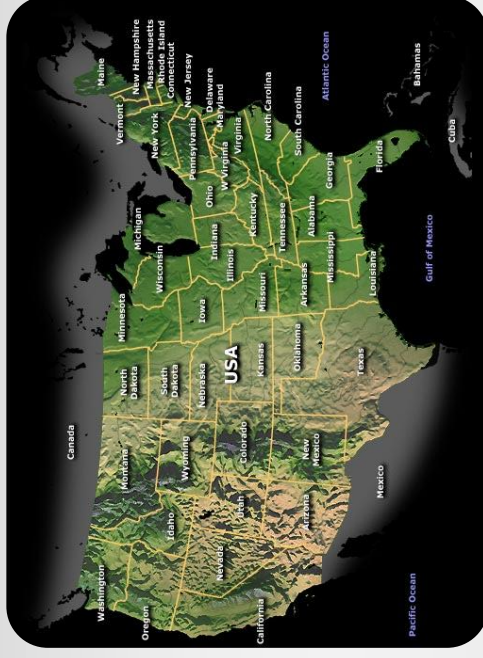 Canada
Washington
Oregon
California
Nevada
Idaho
Montana
Wyoming
Utah
Arizona
Colorado
New
Mexico
North
Dakota
South
Dakota
Nebraska
USA
Kansas
Oklahoma
Texas
Minnesota
Iowa
Missouri
Arkansas
Louisiana
Wisconsin
Illinois
Michigan
Indiana
Ohio
Kentucky
Tennessee
Mississippi
Alabama
Georgia
Florida
South Carolina
North Carolina
Virginia
W Virginia
Maryland
Delaware
Pennsylvania
New Jersey
New York
Connecticut
Rhode Island
Massachusetts
New Hampshire
Vermont
Maine
Pacific Ocean
Mexico
Gulf of Mexico
Atlantic Ocean
Bahamas
Cuba